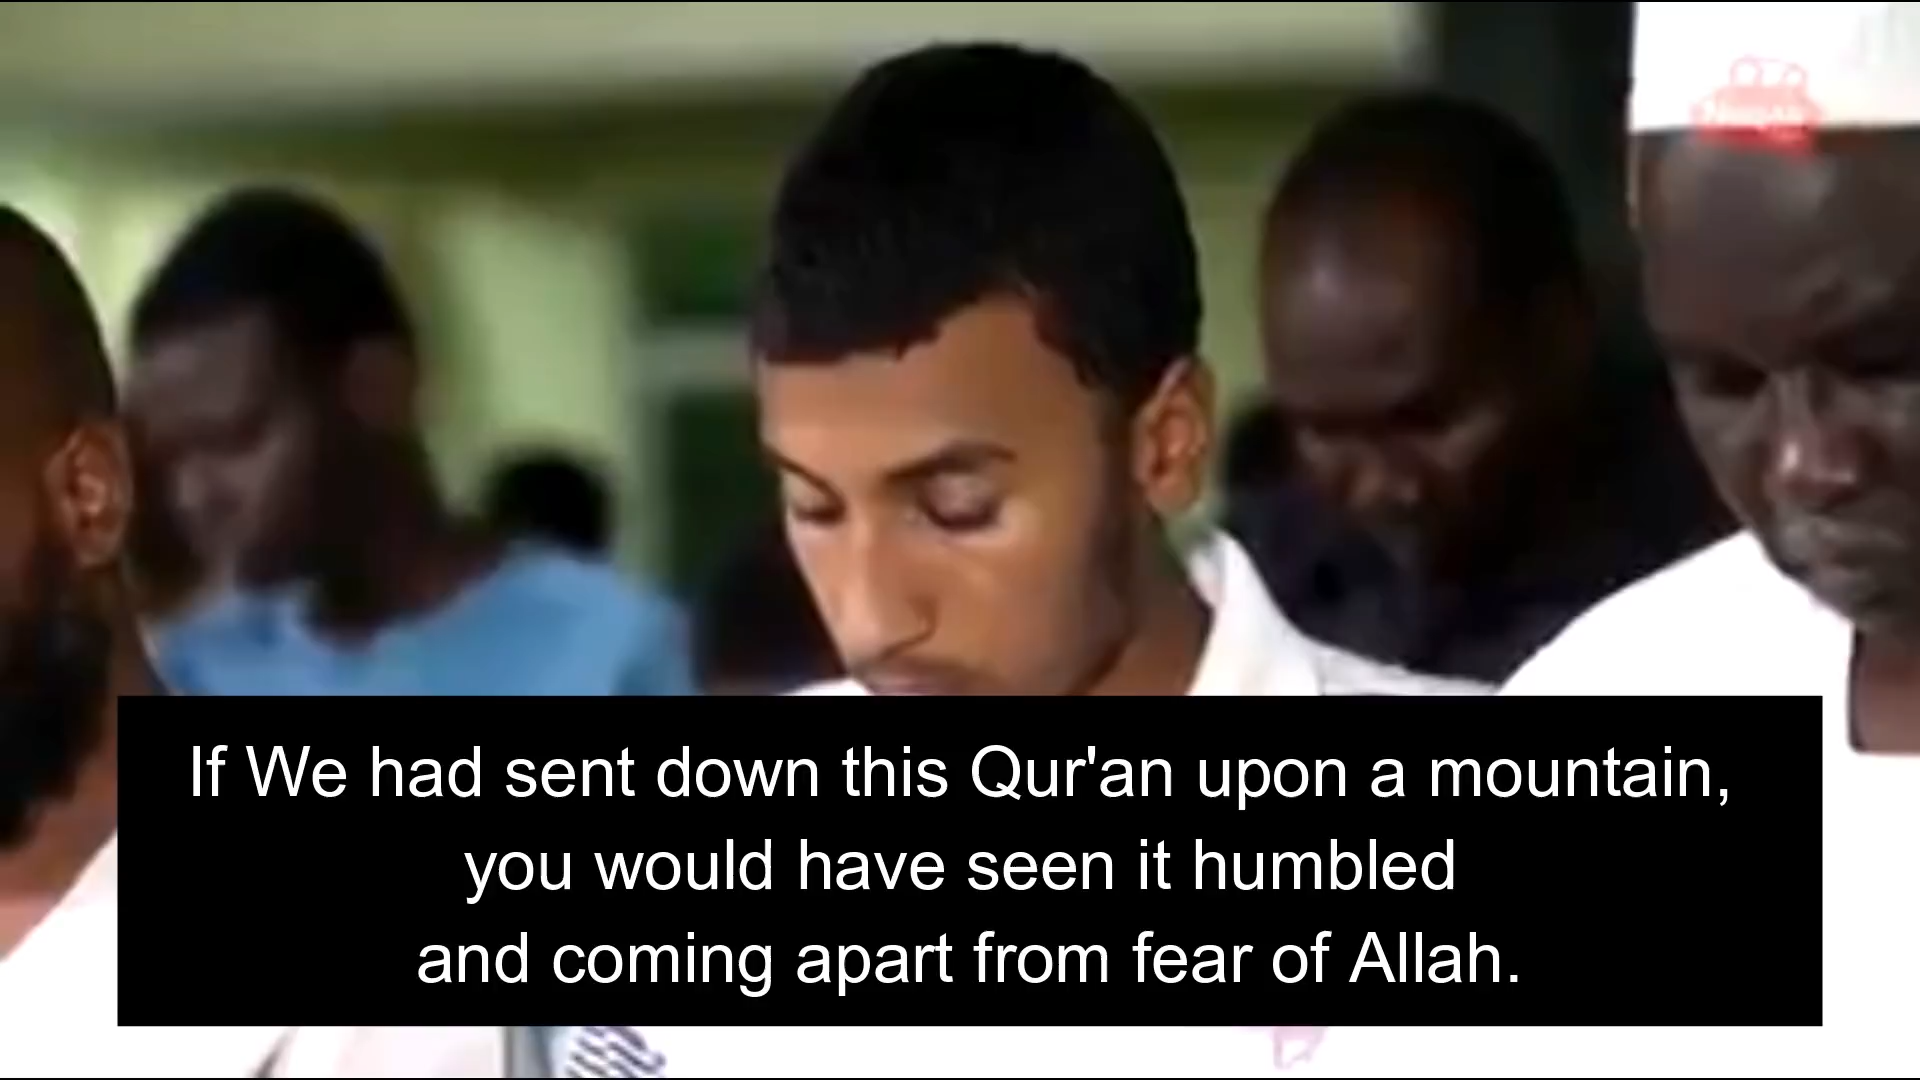 If We had sent down this Qur'an upon a mountain,
you would have seen it humbled
and coming apart from fear of Allah.